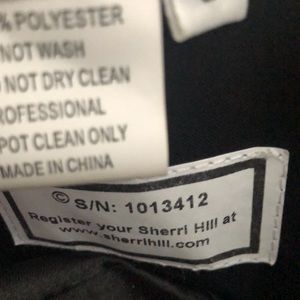 % POLYESTER
NOT WASH
NOT DRY CLEAN
PROFESSIONAL
POT CLEAN ONLY
MADE IN CHINA
© S/N: 1013412
Register your Sherri Hill at
www.sherrihill.com